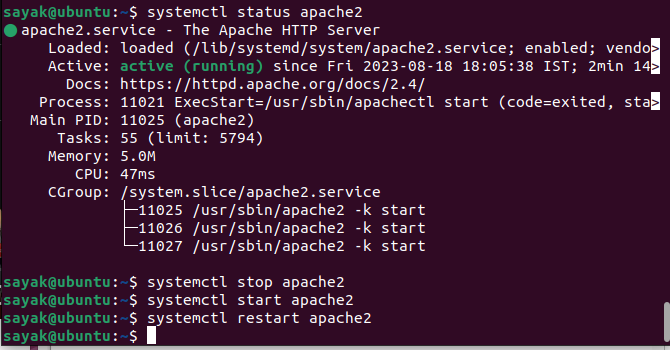 sayak@ubuntu:~$ systemctl status apache2
● apache2.service - The Apache HTTP Server
     Loaded: loaded (/lib/systemd/system/apache2.service; enabled; vendo>
     Active: active (running) since Fri 2023-08-18 18:05:38 IST; 2min 14>
       Docs: https://httpd.apache.org/docs/2.4/
    Process: 11021 ExecStart=/usr/sbin/apachectl start (code=exited, sta>
   Main PID: 11025 (apache2)
      Tasks: 55 (limit: 5794)
     Memory: 5.0M
        CPU: 47ms
     CGroup: /system.slice/apache2.service
             ├─11025 /usr/sbin/apache2 -k start
             ├─11026 /usr/sbin/apache2 -k start
             └─11027 /usr/sbin/apache2 -k start
sayak@ubuntu:~$ systemctl stop apache2
sayak@ubuntu:~$ systemctl start apache2
sayak@ubuntu:~$ systemctl restart apache2
sayak@ubuntu:~$